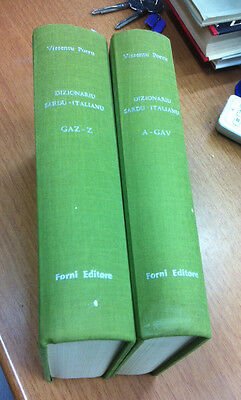 Vissentu Porru
DIZIONARIU
SARDU-ITALIANU
GAZ-Z
Forni Editore
Vissentu Porru
DIZIONARIU
SARDU-ITALIANU
A-GAV
Forni Editore